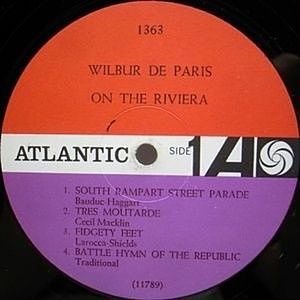 1363
WILBUR DE PARIS
ON THE RIVIERA
ATLANTIC
SIDE 1 A
1. SOUTH RAMPART STREET PARADE
Bauduc-Haggart
2. TRES MOUTARDE
Cecil Macklin
3. FIDGETY FEET
Larocca-Shields
4. BATTLE HYMN OF THE REPUBLIC
Traditional
(11789)